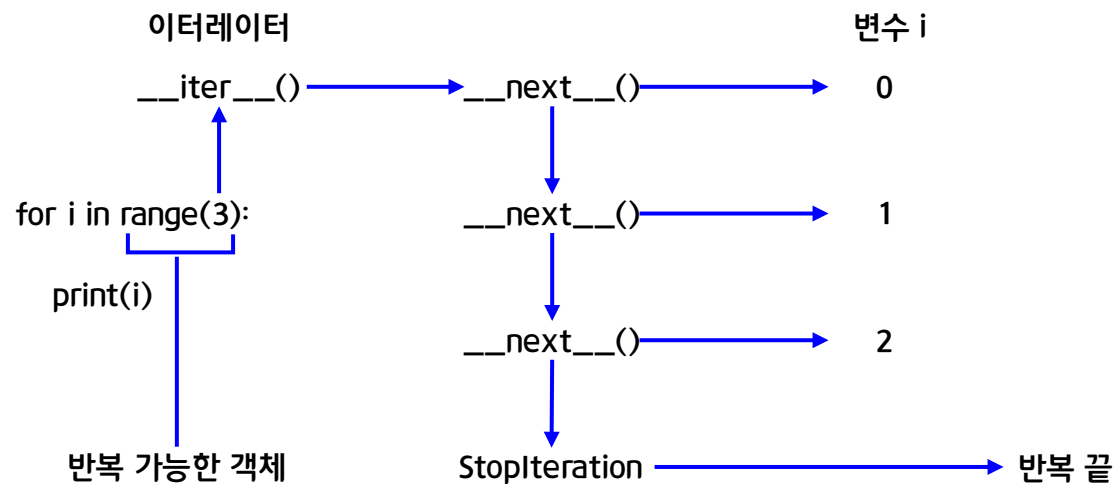 이터레이터 변수 i
__iter__() __next__() 0
for i in range(3): __next__() 1
print(i)
__next__() 2
반복 가능한 객체 StopIteration 반복 끝